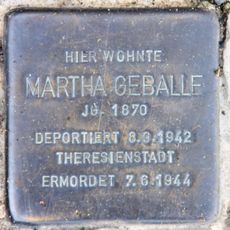 HIER WOHNTE
MARTHA GEBALLE
JG. 1870
DEPORTIERT 8.9.1942
THERESIENSTADT
ERMORDET 7.6.1944